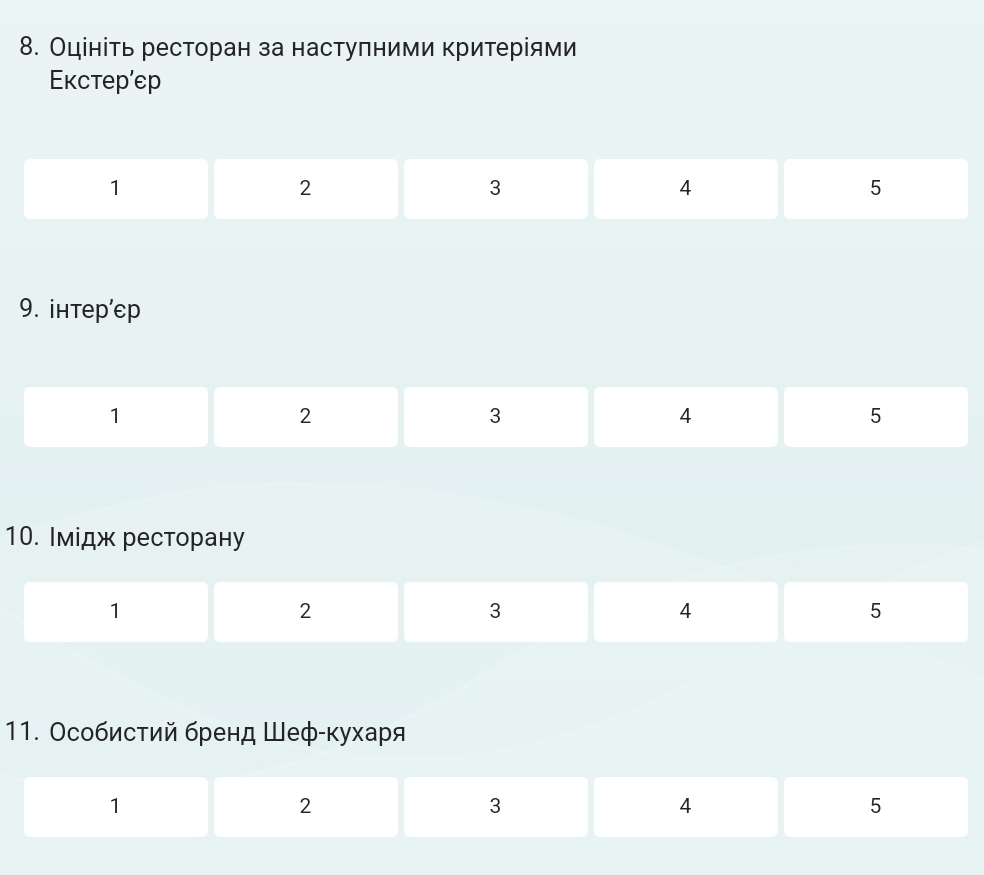 8. Оцініть ресторан за наступними критеріями
Екстер’єр
1 2 3 4 5
9. інтер’єр
1 2 3 4 5
10. Імідж ресторану
1 2 3 4 5
11. Особистий бренд Шеф-кухаря
1 2 3 4 5